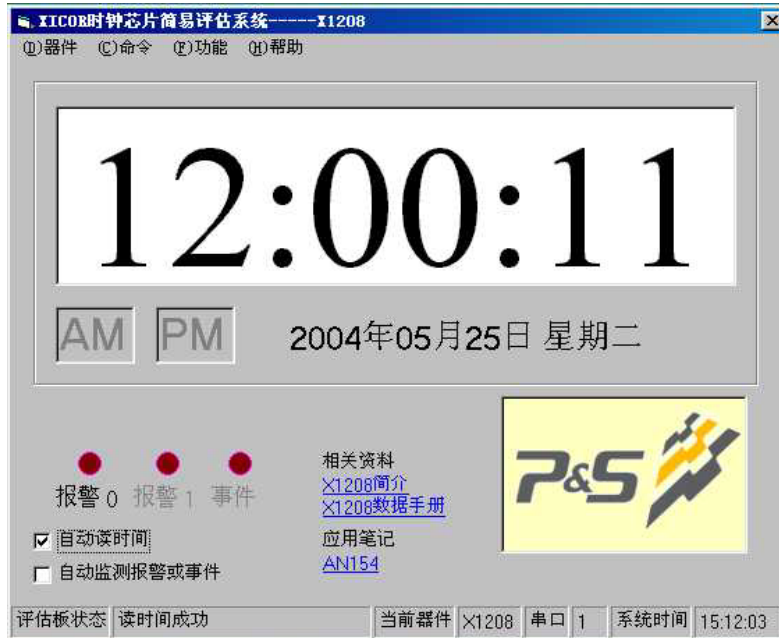 XICOR时钟芯片简易评估系统-----X1208
(D)器件 (C)命令 (F)功能 (H)帮助
12:00:11
AM PM 2004年05月25日 星期二
报警0 报警1 事件
相关资料
X1208简介
X1208数据手册
P&S
自动读时间
应用笔记
自动监测报警或事件
AN154
评估板状态 读时间成功 当前器件 X1208 串口 1 系统时间 15:12:03